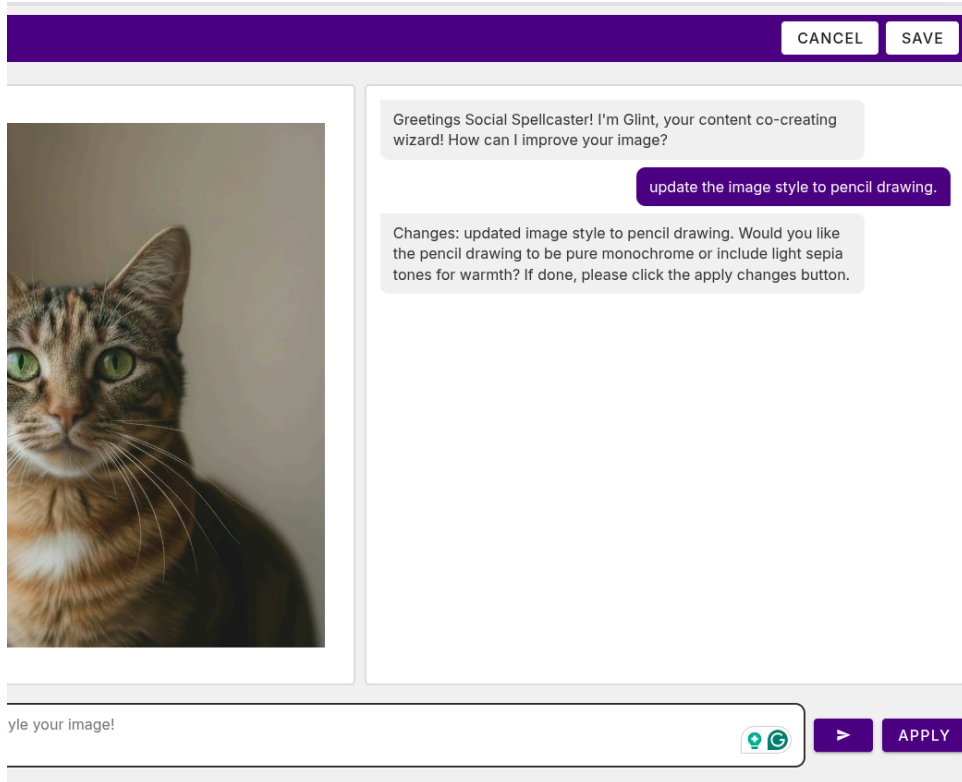 CANCEL
SAVE
Greetings Social Spellcaster! I'm Glint, your content co-creating
wizard! How can I improve your image?
update the image style to pencil drawing.
Changes: updated image style to pencil drawing. Would you like
the pencil drawing to be pure monochrome or include light sepia
tones for warmth? If done, please click the apply changes button.
yle your image!
APPLY